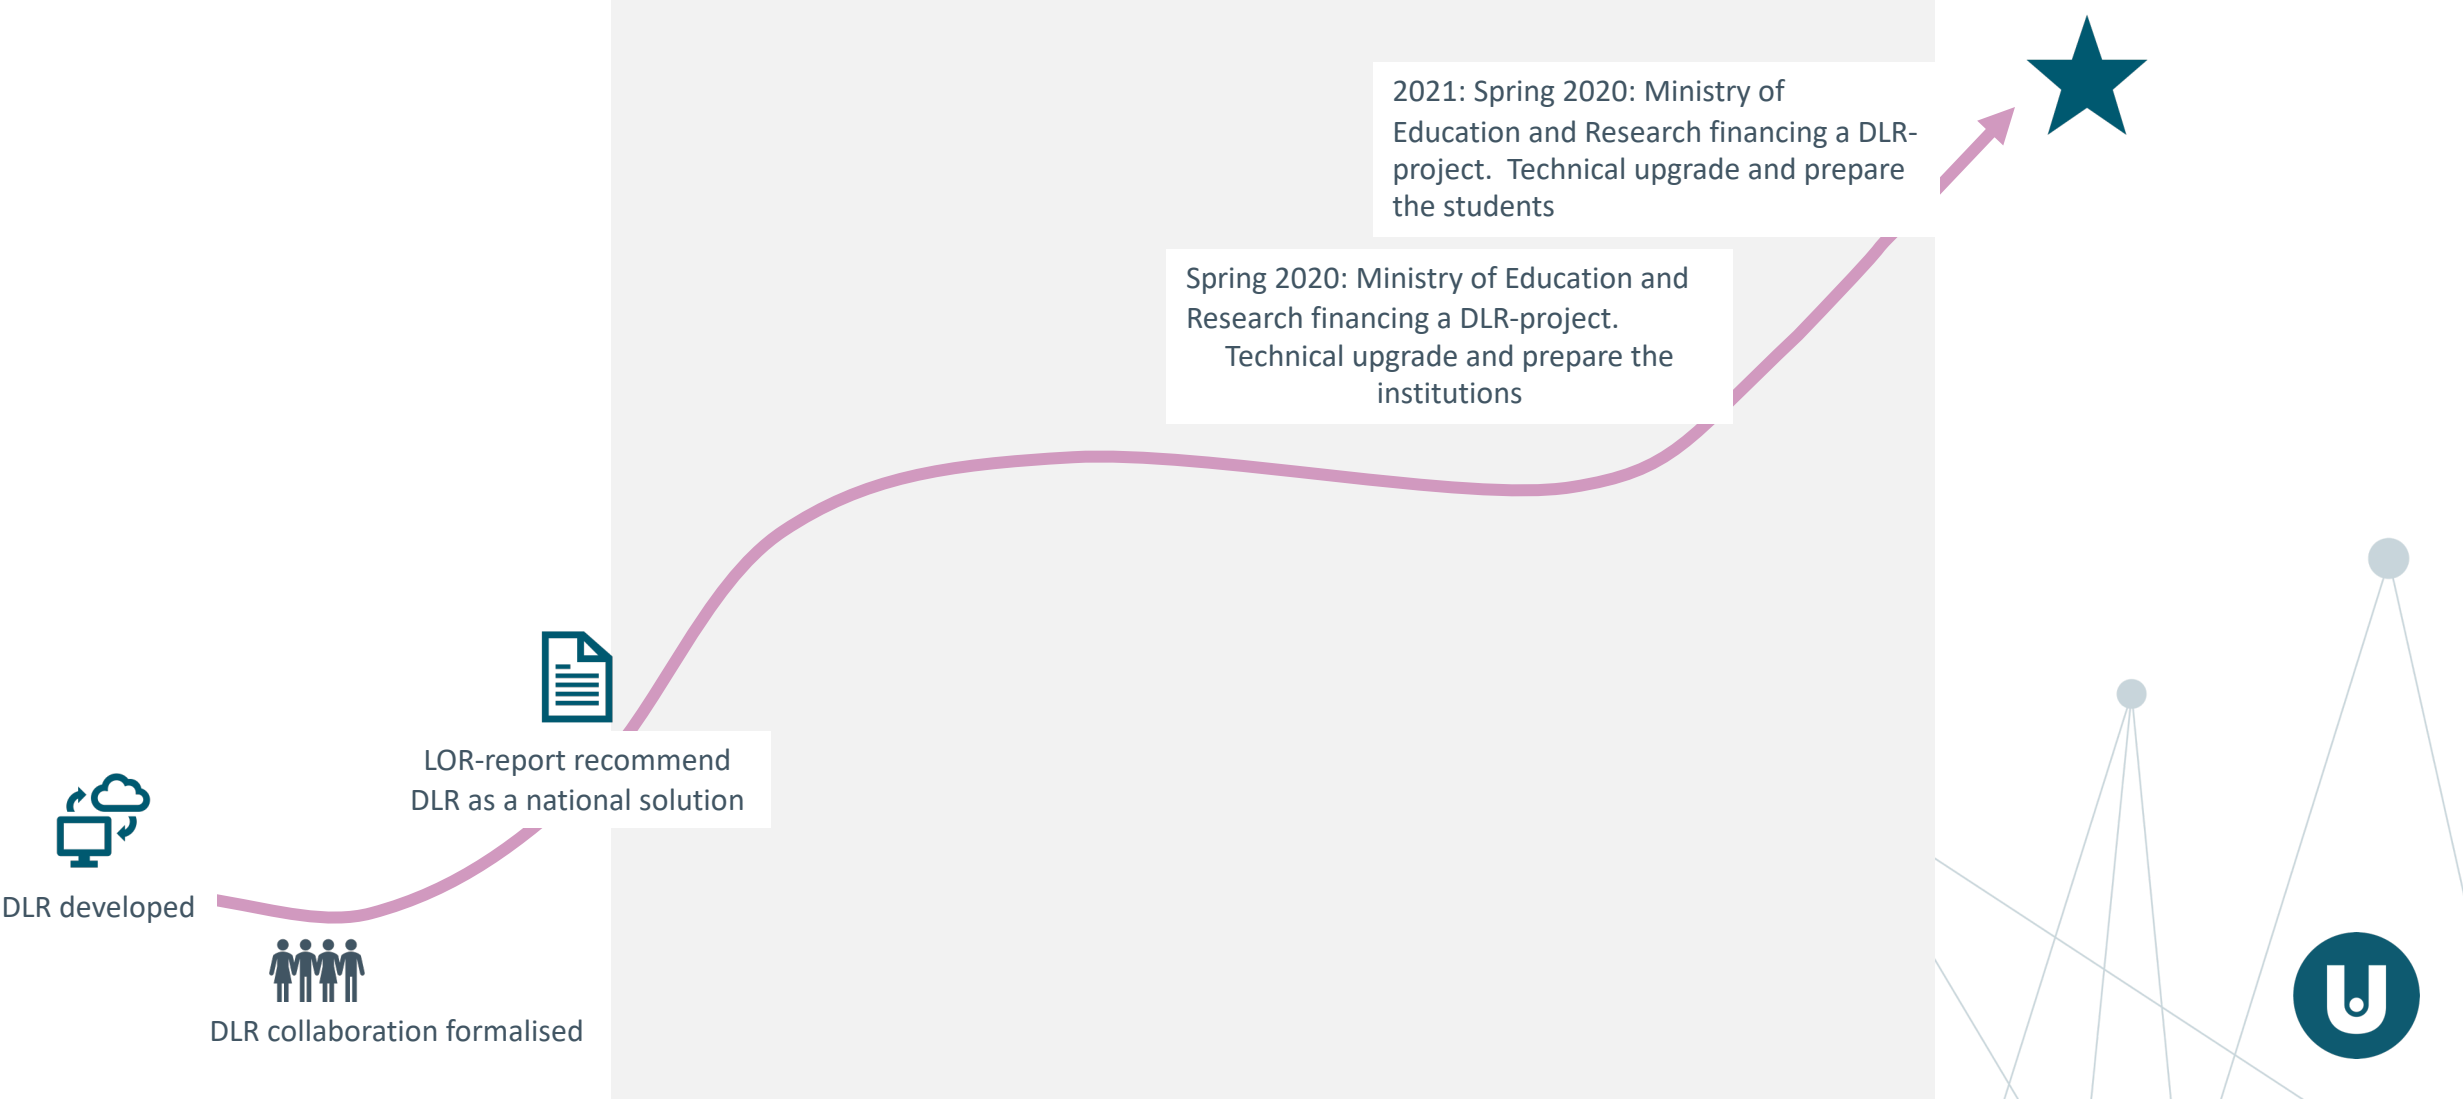 2021: Spring 2020: Ministry of
Education and Research financing a DLR-
project.  Technical upgrade and prepare
the students
Spring 2020: Ministry of Education and
Research financing a DLR-project.
Technical upgrade and prepare the
institutions
LOR-report recommend
DLR as a national solution
DLR developed
DLR collaboration formalised